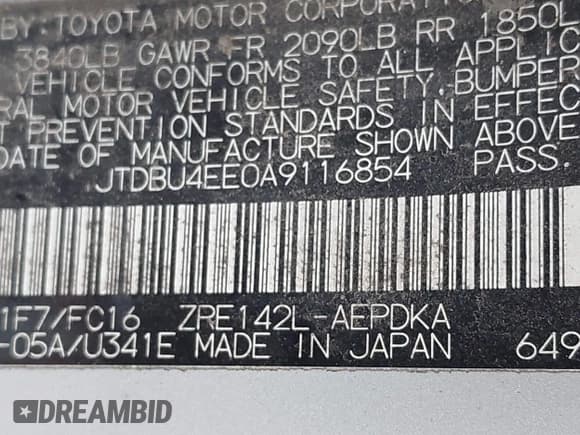 BY: TOYOTA MOTOR CORPORATION
3840LB GAWR FR 2090LB RR 1850L
VEHICLE CONFORMS TO ALL APPLIC
RAL MOTOR VEHICLE SAFETY, BUMPER
T PREVENTION STANDARDS IN EFFEC
DATE OF MANUFACTURE SHOWN ABOVE
JTDBU4EE0A9116854 PASS.
1F7/FC16 ZRE142L-AEPDKA
-05A/U341E MADE IN JAPAN 649
DREAMBID